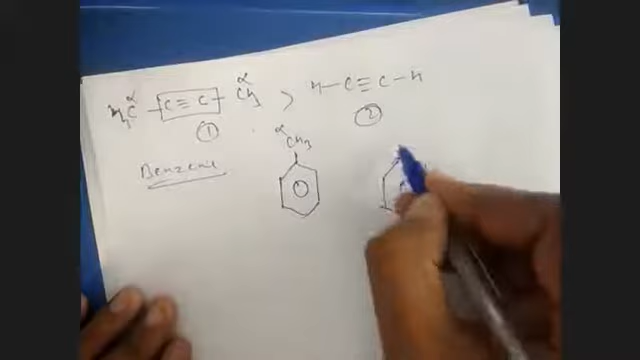 α α
H₃C — C ≡ C — CH₃ > H — C ≡ C — H
① ②
α
CH₃
Benzene